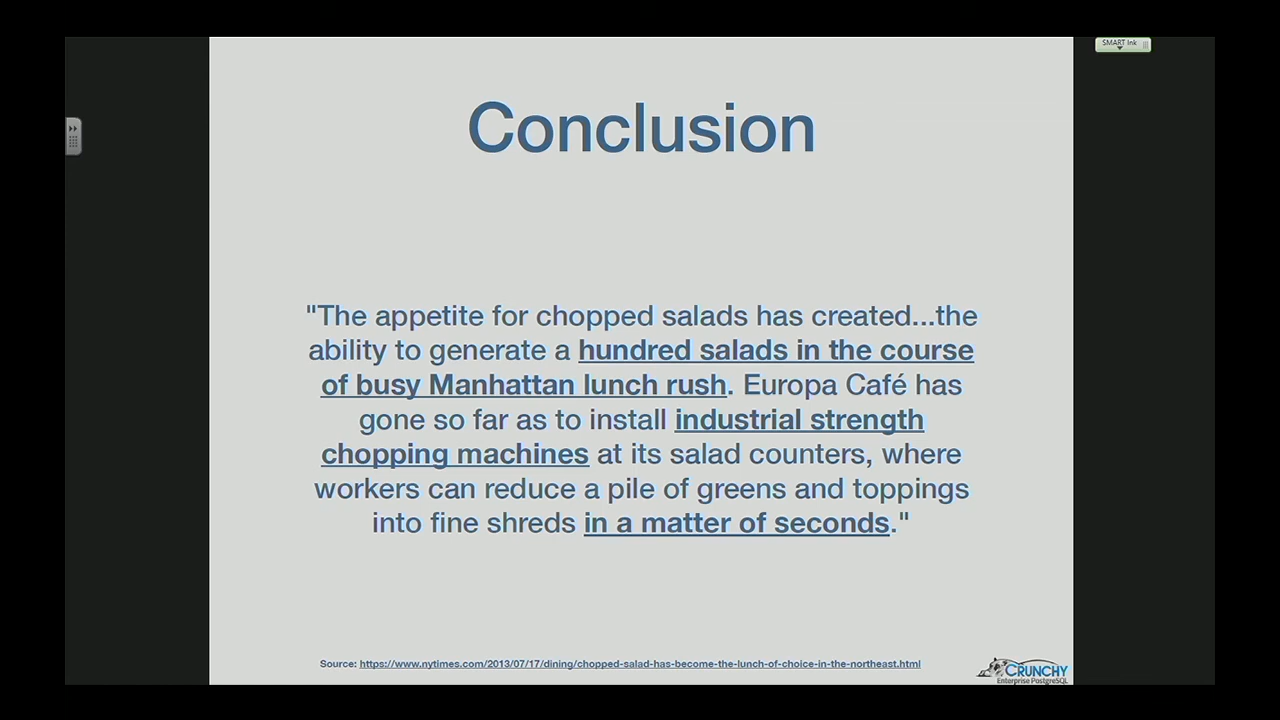 SMART Ink
Conclusion
"The appetite for chopped salads has created...the
ability to generate a hundred salads in the course
of busy Manhattan lunch rush. Europa Café has
gone so far as to install industrial strength
chopping machines at its salad counters, where
workers can reduce a pile of greens and toppings
into fine shreds in a matter of seconds."
Source: https://www.nytimes.com/2013/07/17/dining/chopped-salad-has-become-the-lunch-of-choice-in-the-northeast.html
CRUNCHY
Enterprise PostgreSQL